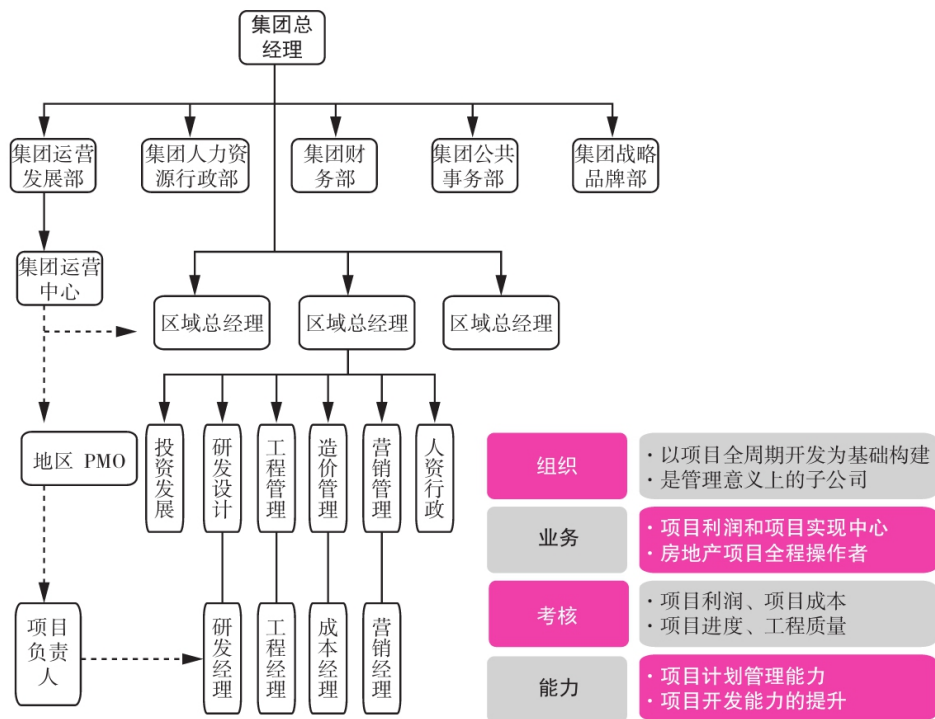 集团总
经理
集团运营
发展部
集团人力资
源行政部
集团财
务部
集团公共
事务部
集团战略
品牌部
集团运营
中心
区域总经理
区域总经理
区域总经理
地区 PMO
投资发展
研发设计
工程管理
造价管理
营销管理
人资行政
项目
负责
人
研发经理
工程经理
成本经理
营销经理
组织
·以项目全周期开发为基础构建
·是管理意义上的子公司
业务
·项目利润和项目实现中心
·房地产项目全程操作者
考核
·项目利润、项目成本
·项目进度、工程质量
能力
·项目计划管理能力
·项目开发能力的提升